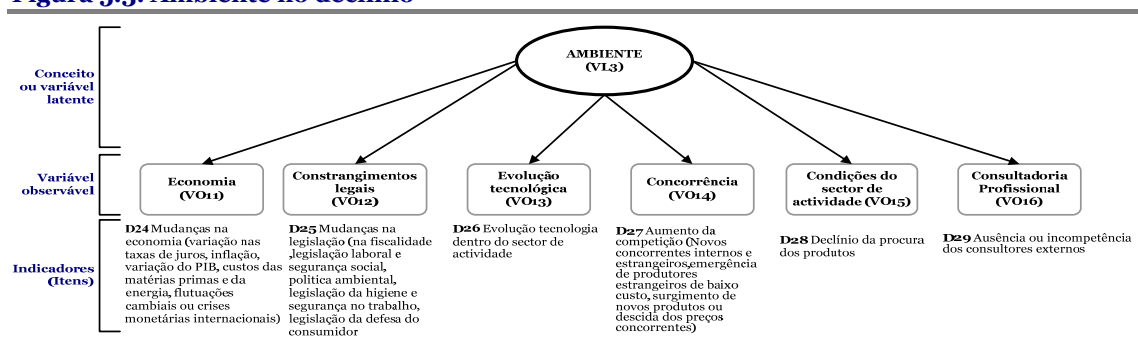 Figura 5.3. Ambiente no declínio
Conceito
ou variável
latente
AMBIENTE
(VL3)
Variável
observável
Economia
(VO11)
Constrangimentos
legais
(VO12)
Evolução
tecnológica
(VO13)
Concorrência
(VO14)
Condições do
sector de
actividade (VO15)
Consultadoria
Profissional
(VO16)
Indicadores
(Itens)
D24 Mudanças na
economia (variação nas
taxas de juros, inflação,
variação do PIB, custos das
matérias primas e da
energia, flutuações
cambiais ou crises
monetárias internacionais)
D25 Mudanças na
legislação (na fiscalidade
,legislação laboral e
segurança social,
politica ambiental,
legislação da higiene e
segurança no trabalho,
legislação da defesa do
consumidor
D26 Evolução tecnologia
dentro do sector de
actividade
D27 Aumento da
competição (Novos
concorrentes internos e
estrangeiros,emergência
de produtores
estrangeiros de baixo
custo, surgimento de
novos produtos ou
descida dos preços
concorrentes)
D28 Declínio da procura
dos produtos
D29 Ausência ou incompetência
dos consultores externos